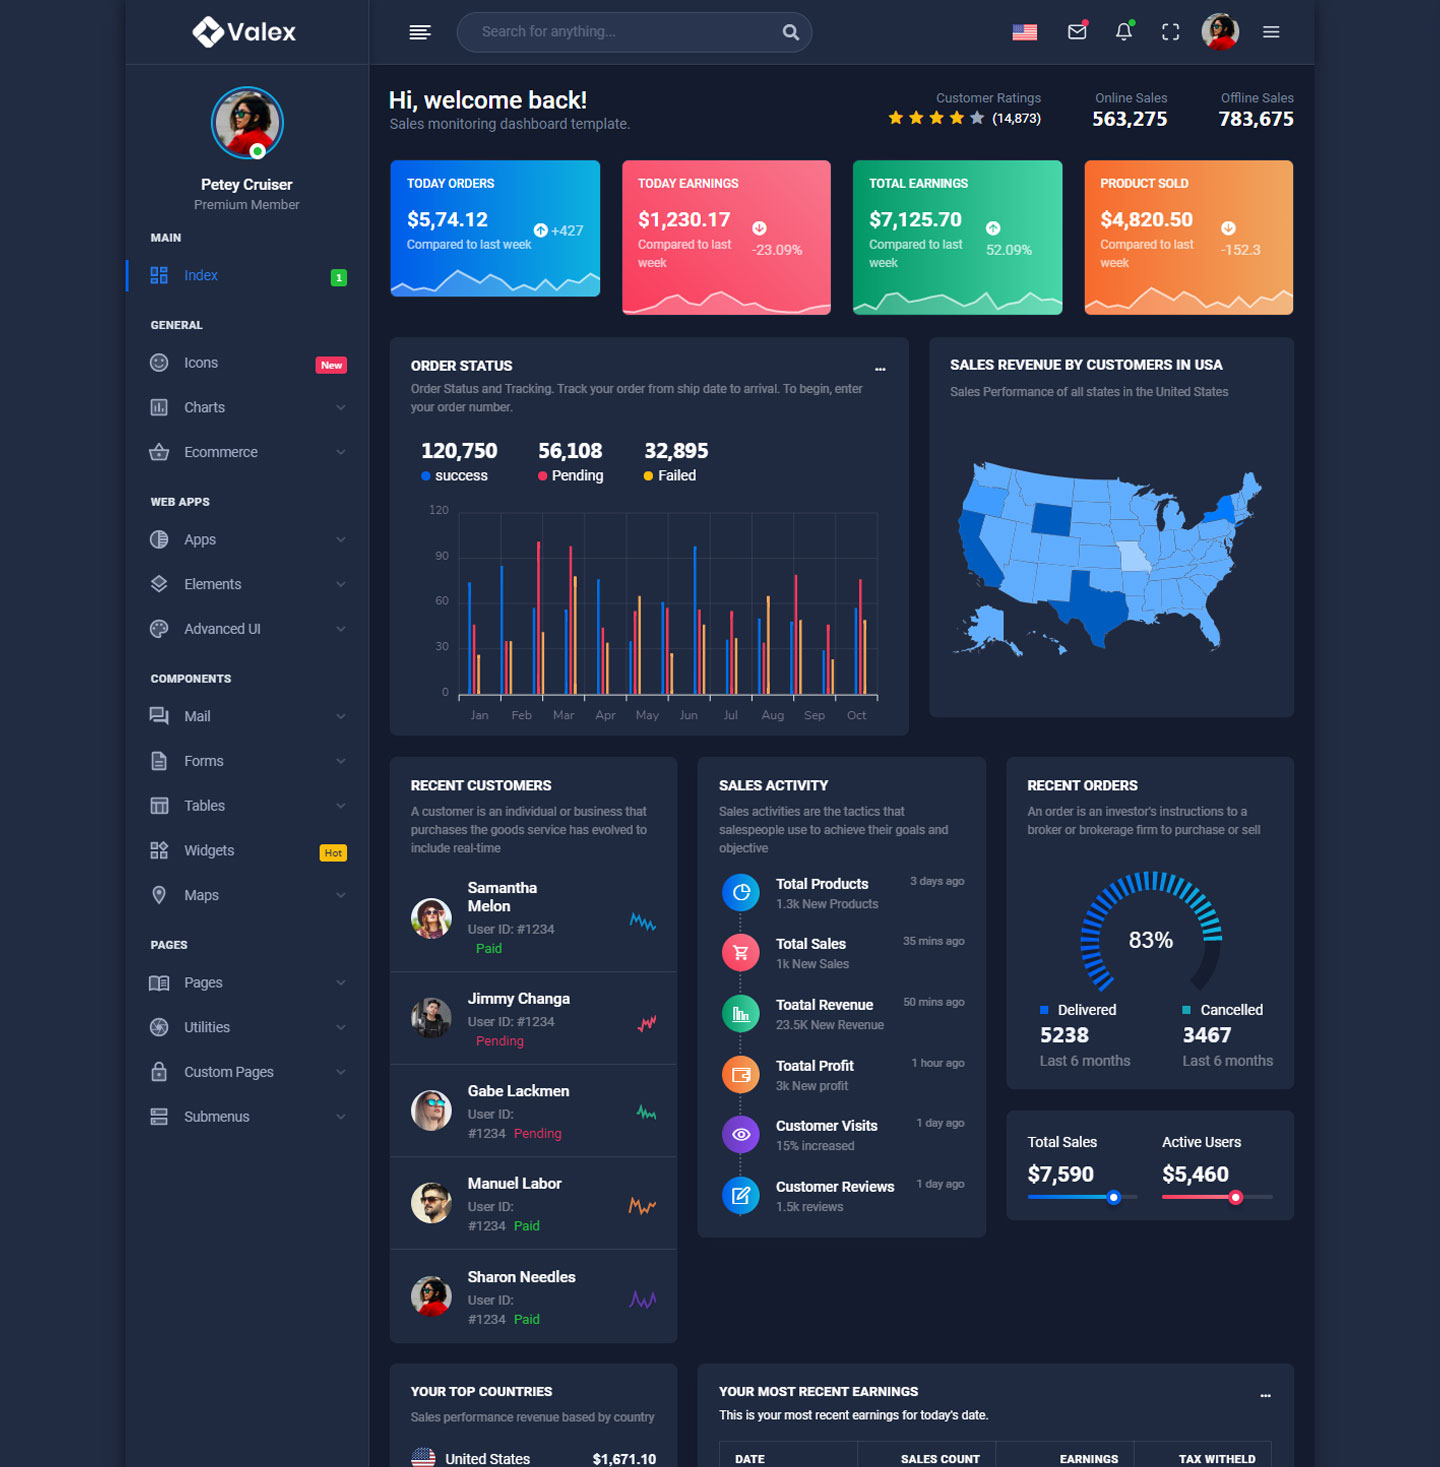 Valex
Search for anything...
Petey Cruiser
Premium Member
MAIN
Index
1
GENERAL
Icons
New
Charts
Ecommerce
WEB APPS
Apps
Elements
Advanced UI
COMPONENTS
Mail
Forms
Tables
Widgets
Hot
Maps
PAGES
Pages
Utilities
Custom Pages
Submenus
Hi, welcome back!
Sales monitoring dashboard template.
Customer Ratings
(14,873)
Online Sales
563,275
Offline Sales
783,675
TODAY ORDERS
$5,74.12
Compared to last week
+427
TODAY EARNINGS
$1,230.17
Compared to last
week
-23.09%
TOTAL EARNINGS
$7,125.70
Compared to last
week
52.09%
PRODUCT SOLD
$4,820.50
Compared to last
week
-152.3
ORDER STATUS
...
Order Status and Tracking. Track your order from ship date to arrival. To begin, enter
your order number.
120,750
success
56,108
Pending
32,895
Failed
120
90
60
30
0
Jan Feb Mar Apr May Jun Jul Aug Sep Oct
SALES REVENUE BY CUSTOMERS IN USA
Sales Performance of all states in the United States
RECENT CUSTOMERS
A customer is an individual or business that
purchases the goods service has evolved to
include real-time
Samantha
Melon
User ID: #1234
Paid
Jimmy Changa
User ID: #1234
Pending
Gabe Lackmen
User ID:
#1234 Pending
Manuel Labor
User ID:
#1234 Paid
Sharon Needles
User ID:
#1234 Paid
SALES ACTIVITY
Sales activities are the tactics that
salespeople use to achieve their goals and
objective
Total Products
3 days ago
1.3k New Products
Total Sales
35 mins ago
1k New Sales
Toatal Revenue
50 mins ago
23.5K New Revenue
Toatal Profit
1 hour ago
3k New profit
Customer Visits
1 day ago
15% increased
Customer Reviews
1 day ago
1.5k reviews
RECENT ORDERS
An order is an investor's instructions to a
broker or brokerage firm to purchase or sell
83%
Delivered
5238
Last 6 months
Cancelled
3467
Last 6 months
Total Sales
$7,590
Active Users
$5,460
YOUR TOP COUNTRIES
Sales performance revenue based by country
United States
$1,671.10
YOUR MOST RECENT EARNINGS
...
This is your most recent earnings for today's date.
DATE SALES COUNT EARNINGS TAX WITHELD